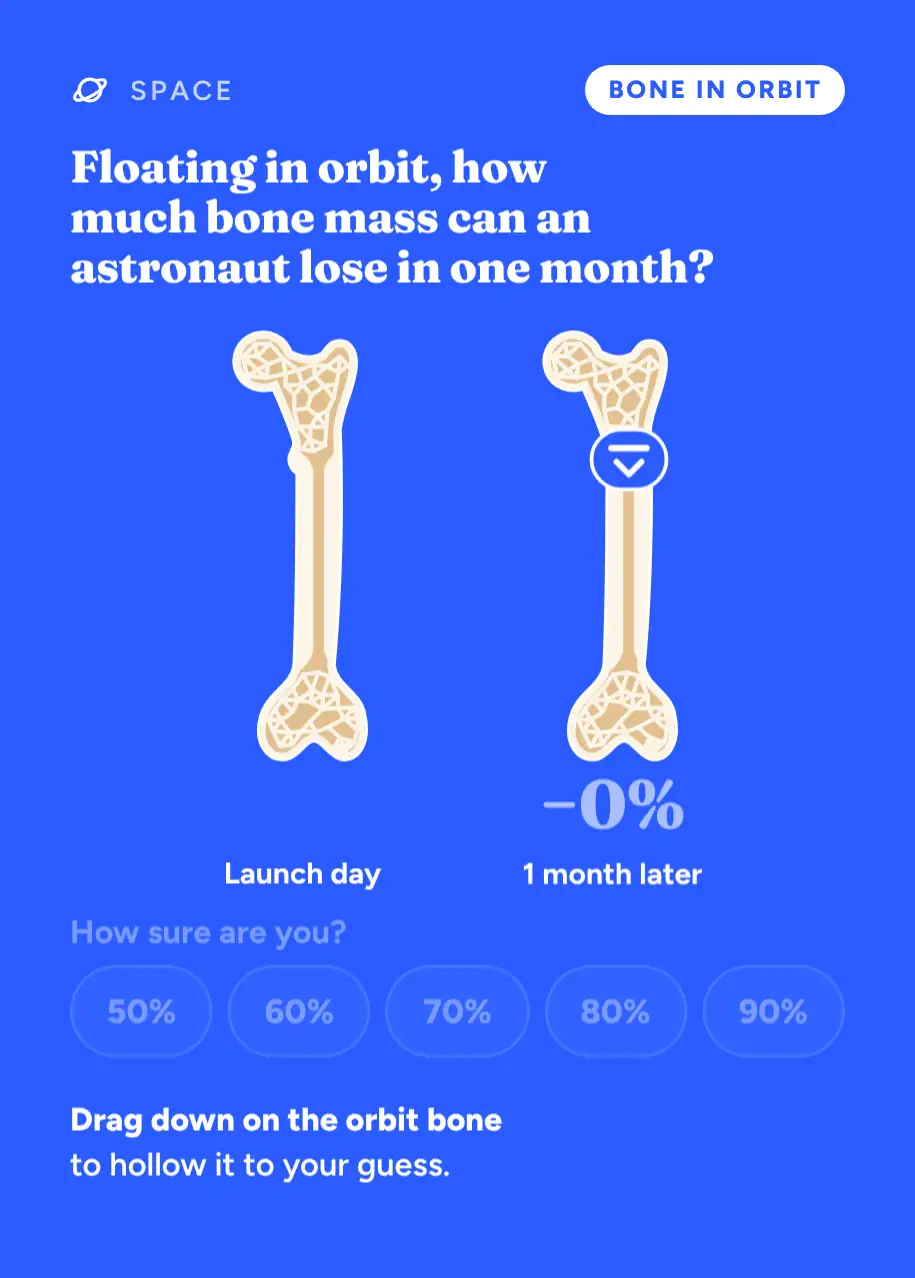 SPACE
BONE IN ORBIT
Floating in orbit, how
much bone mass can an
astronaut lose in one month?
−0%
Launch day
1 month later
How sure are you?
50%
60%
70%
80%
90%
Drag down on the orbit bone
to hollow it to your guess.